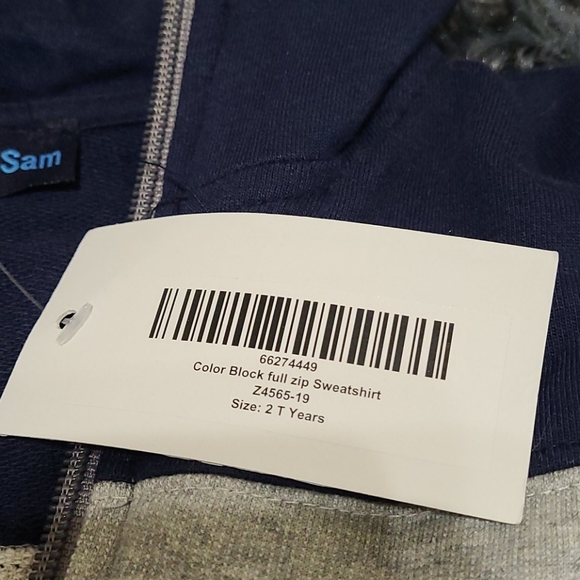 Sam
66274449
Color Block full zip Sweatshirt
Z4565-19
Size: 2 T Years